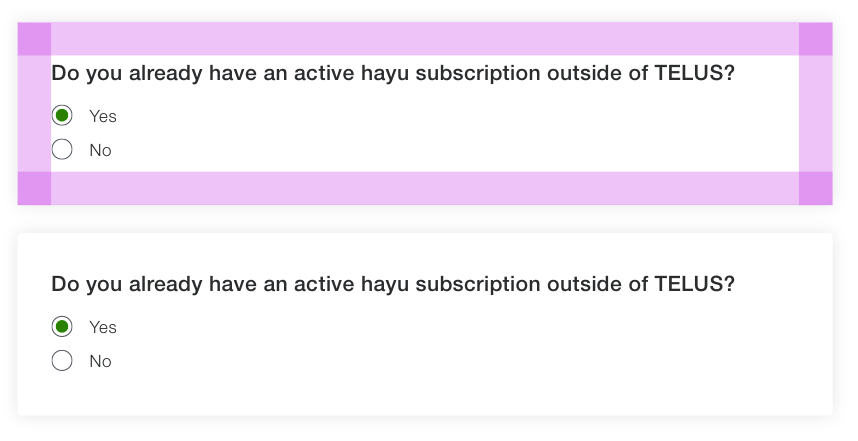 Do you already have an active hayu subscription outside of TELUS?
Yes
No
Do you already have an active hayu subscription outside of TELUS?
Yes
No